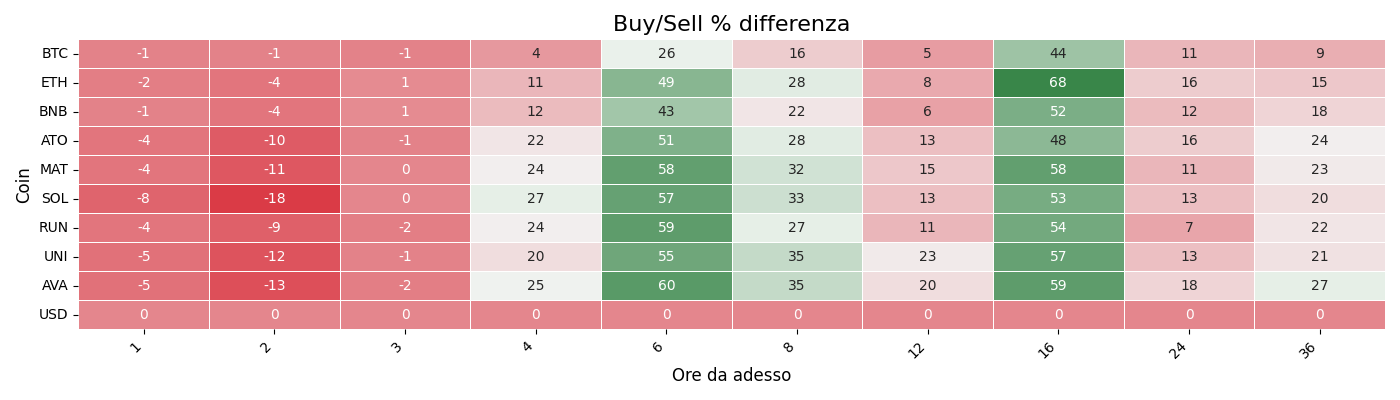 Buy/Sell % differenza
BTC -1 -1 -1 4 26 16 5 44 11 9
ETH -2 -4 1 11 49 28 8 68 16 15
BNB -1 -4 1 12 43 22 6 52 12 18
ATO -4 -10 -1 22 51 28 13 48 16 24
MAT -4 -11 0 24 58 32 15 58 11 23
SOL -8 -18 0 27 57 33 13 53 13 20
RUN -4 -9 -2 24 59 27 11 54 7 22
UNI -5 -12 -1 20 55 35 23 57 13 21
AVA -5 -13 -2 25 60 35 20 59 18 27
USD 0 0 0 0 0 0 0 0 0 0
Coin
1 2 3 4 6 8 12 16 24 36
Ore da adesso